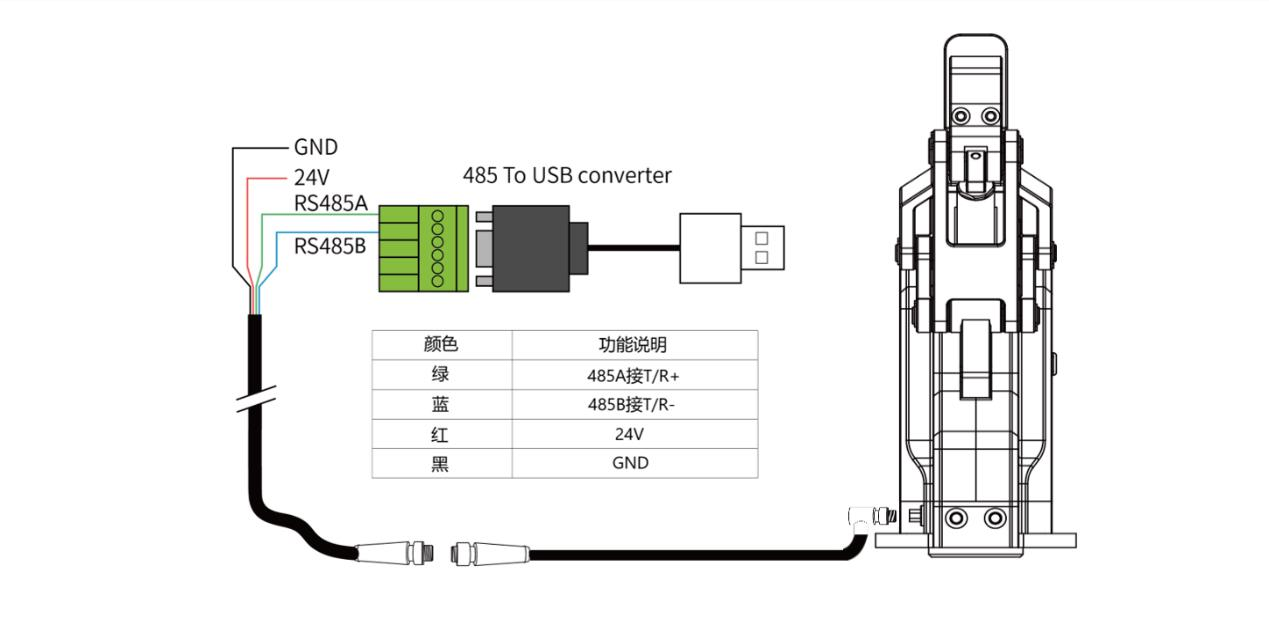 GND
24V
RS485A
RS485B
485 To USB converter
颜色 功能说明
绿 485A接T/R+
蓝 485B接T/R-
红 24V
黑 GND